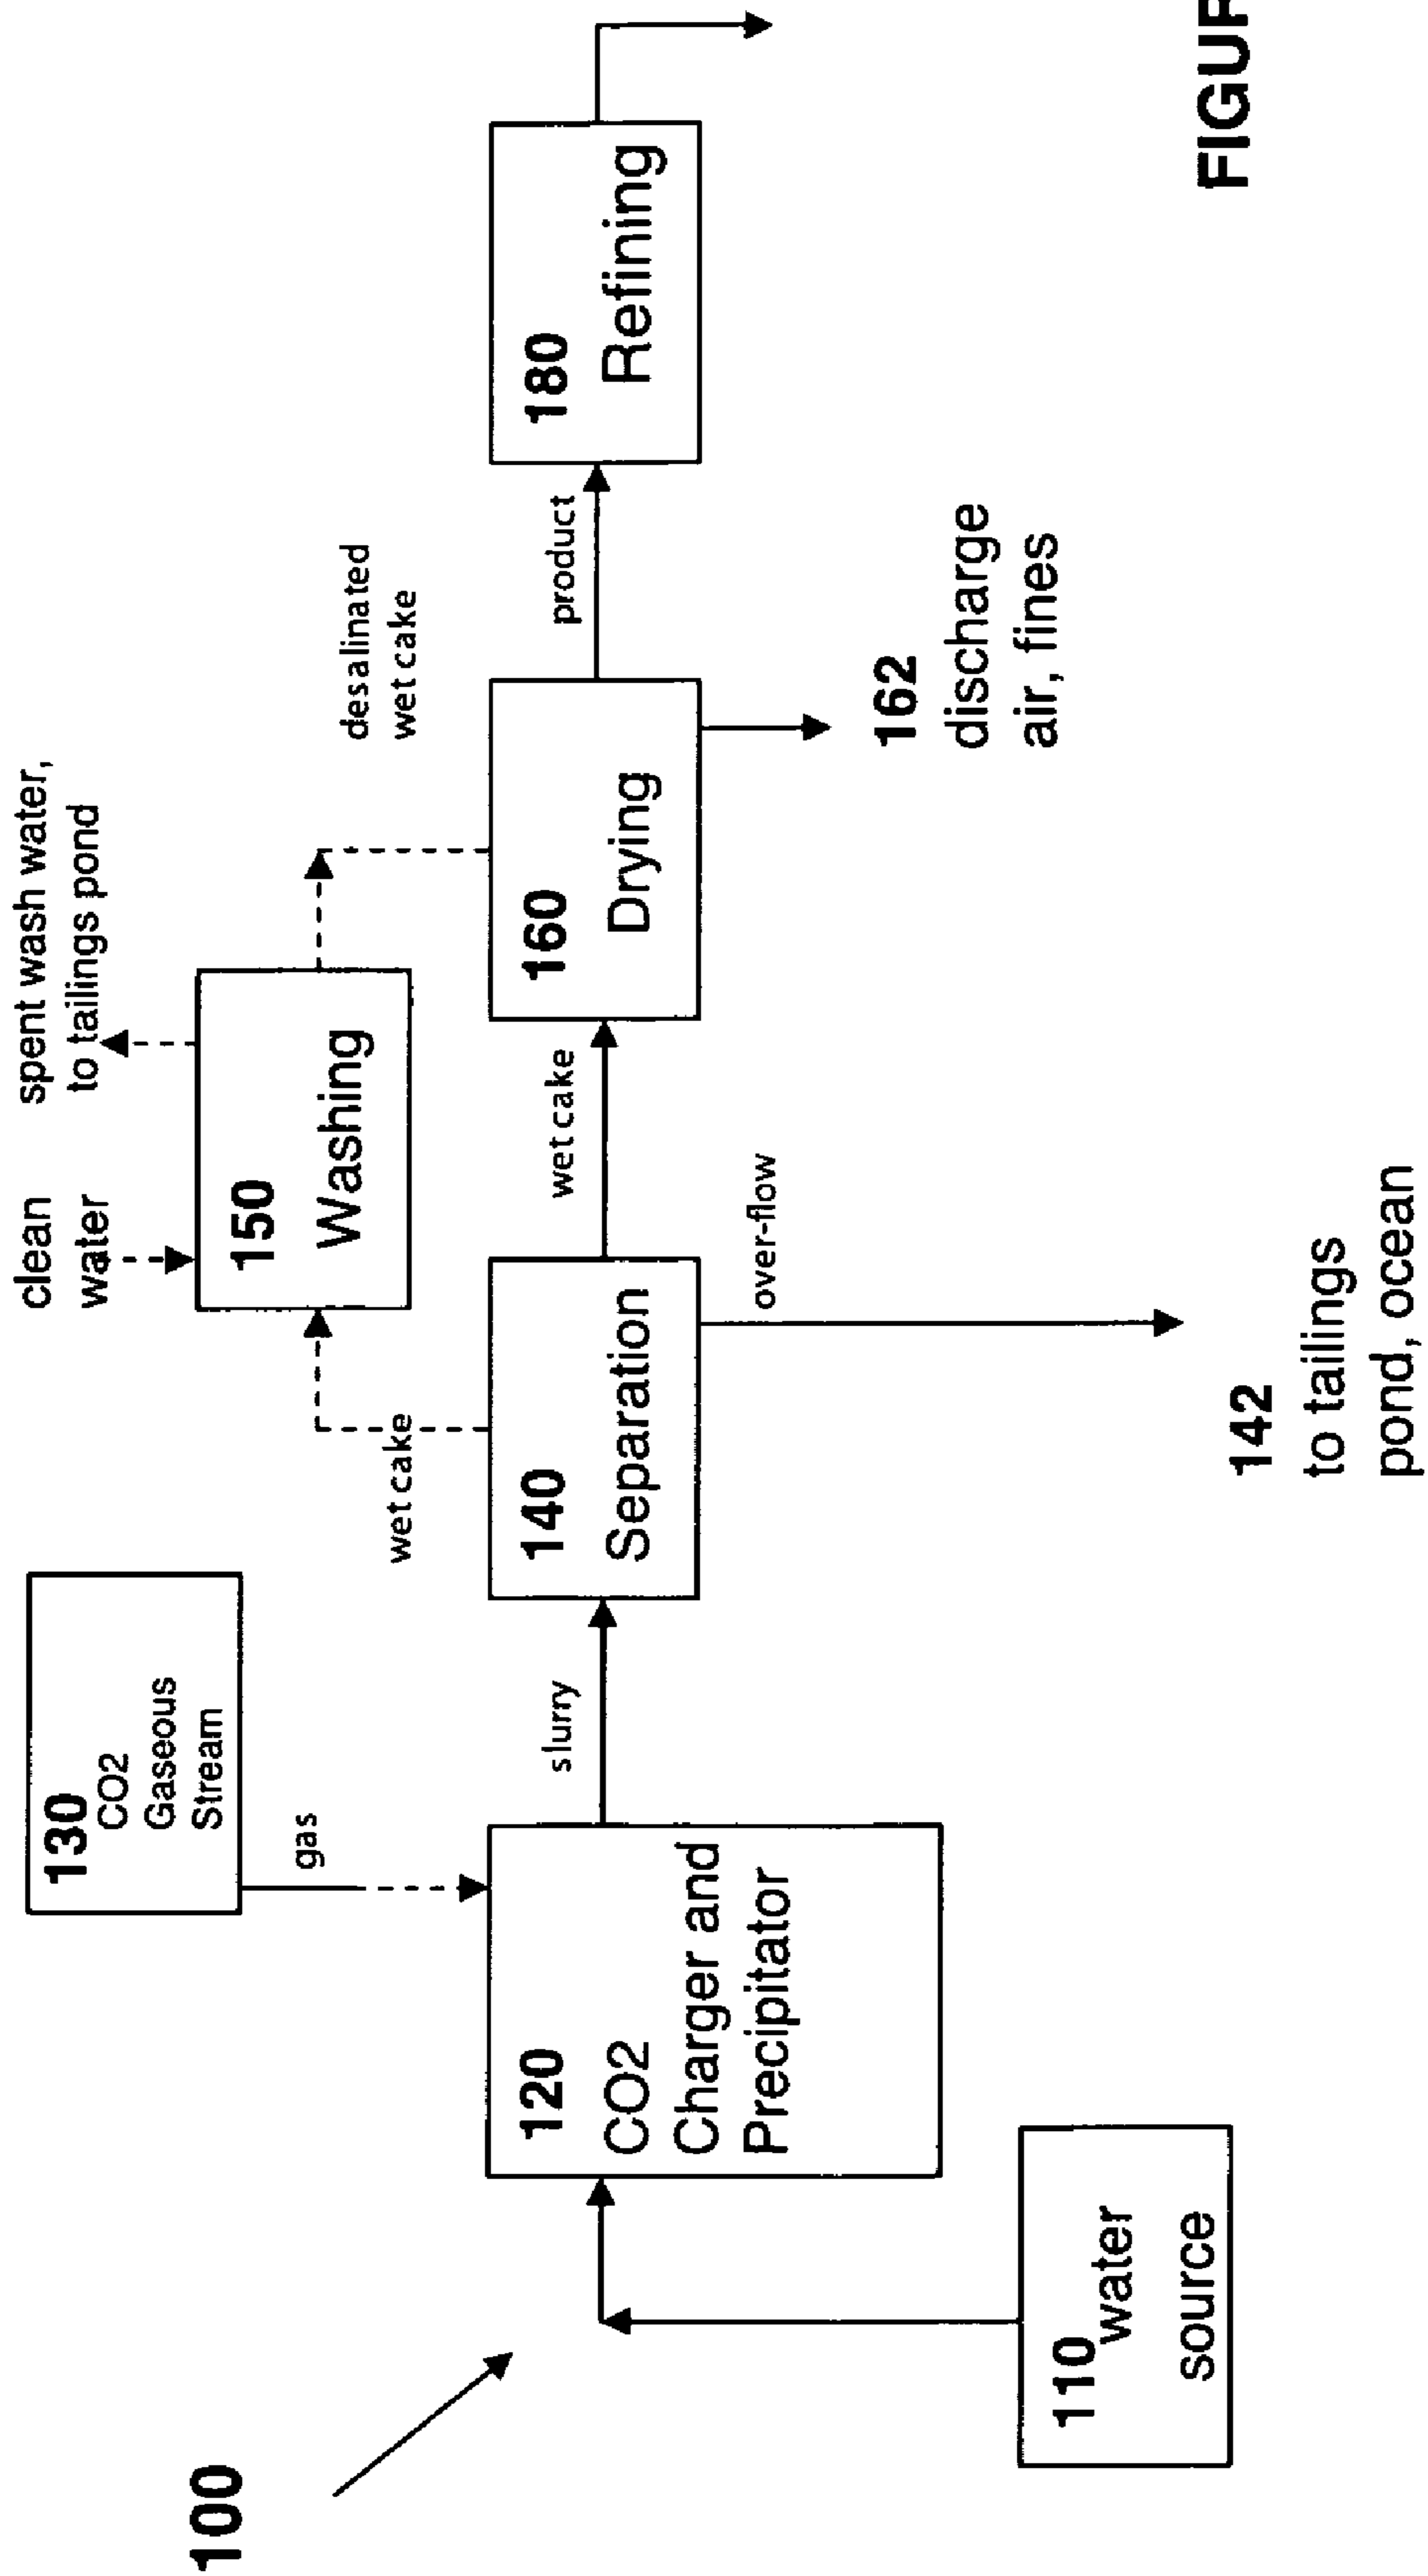 100
110
water
source
120
CO2
Charger and
Precipitator
130
CO2
Gaseous
Stream
gas
slurry
140
Separation
wet cake
wet cake
over-flow
142
to tailings
pond, ocean
clean
water
150
Washing
spent wash water,
to tailings pond
desalinated
wet cake
160
Drying
162
discharge
air, fines
product
180
Refining